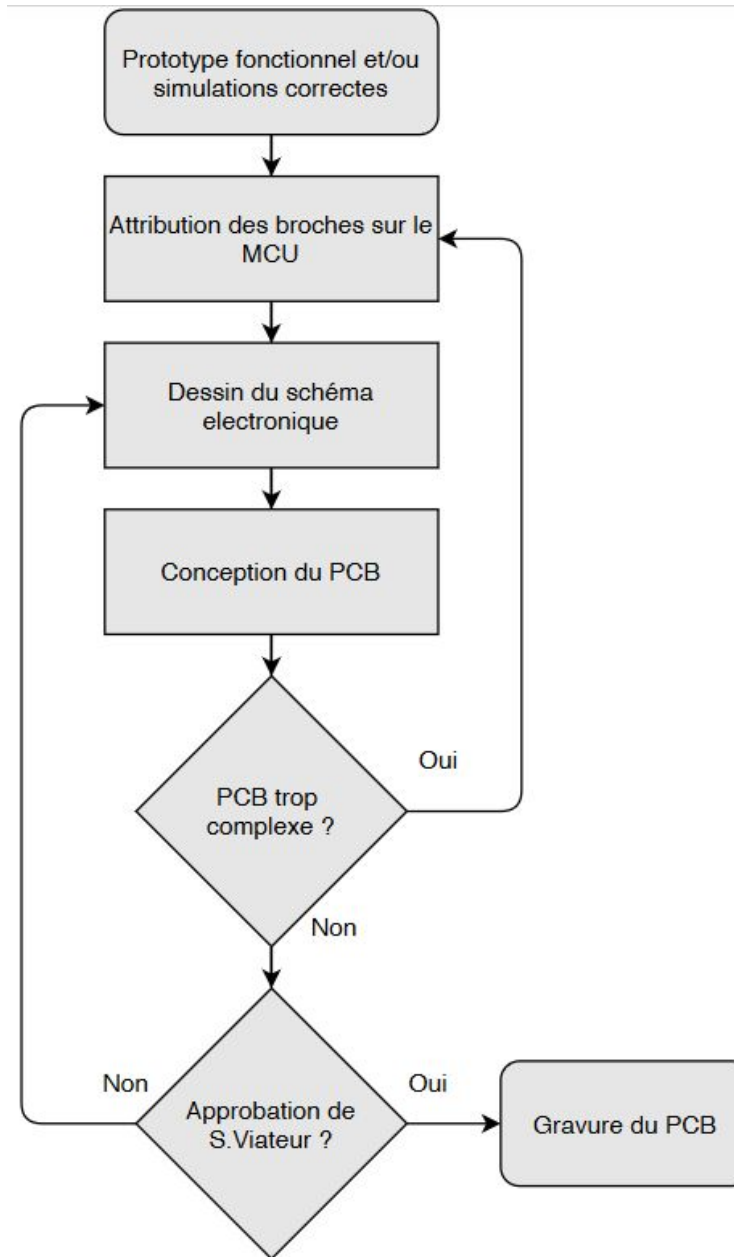 Prototype fonctionnel et/ou
simulations correctes
Attribution des broches sur le
MCU
Dessin du schéma
electronique
Conception du PCB
Oui
PCB trop
complexe ?
Non
Non
Oui
Approbation de
S.Viateur ?
Gravure du PCB